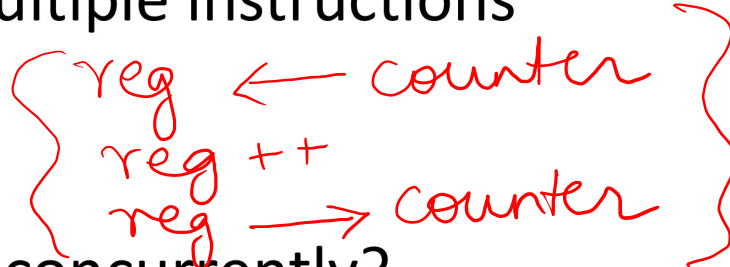 ultiple instructions
reg ← counter
reg ++
reg → counter
concurrently?